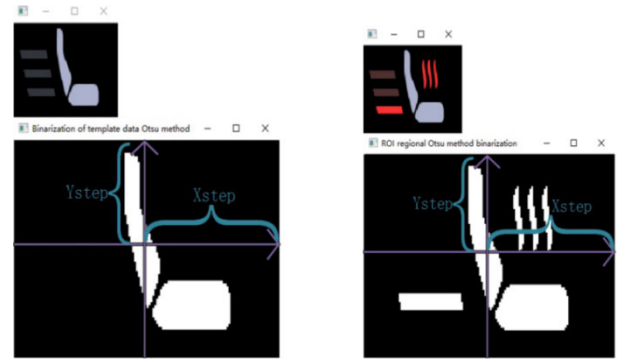 Binarization of template data Otsu method
Ystep
Xstep
ROI regional Otsu method binarization
Ystep
Xstep